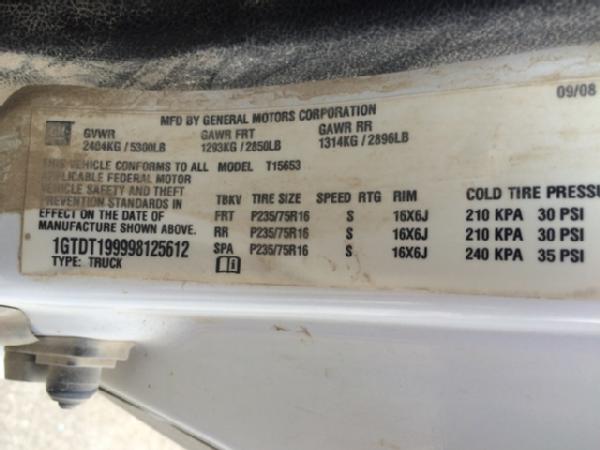 09/08
MFD BY GENERAL MOTORS CORPORATION
GM GVWR GAWR FRT GAWR RR
2404KG / 5300LB 1293KG / 2850LB 1314KG / 2896LB
THIS VEHICLE CONFORMS TO ALL MODEL T15653
APPLICABLE FEDERAL MOTOR
VEHICLE SAFETY AND THEFT
PREVENTION STANDARDS IN
EFFECT ON THE DATE OF
MANUFACTURE SHOWN ABOVE.
1GTDT199998125612
TYPE: TRUCK
TBKV TIRE SIZE SPEED RTG RIM COLD TIRE PRESSU
FRT P235/75R16 S 16X6J 210 KPA 30 PSI
RR P235/75R16 S 16X6J 210 KPA 30 PSI
SPA P235/75R16 S 16X6J 240 KPA 35 PSI